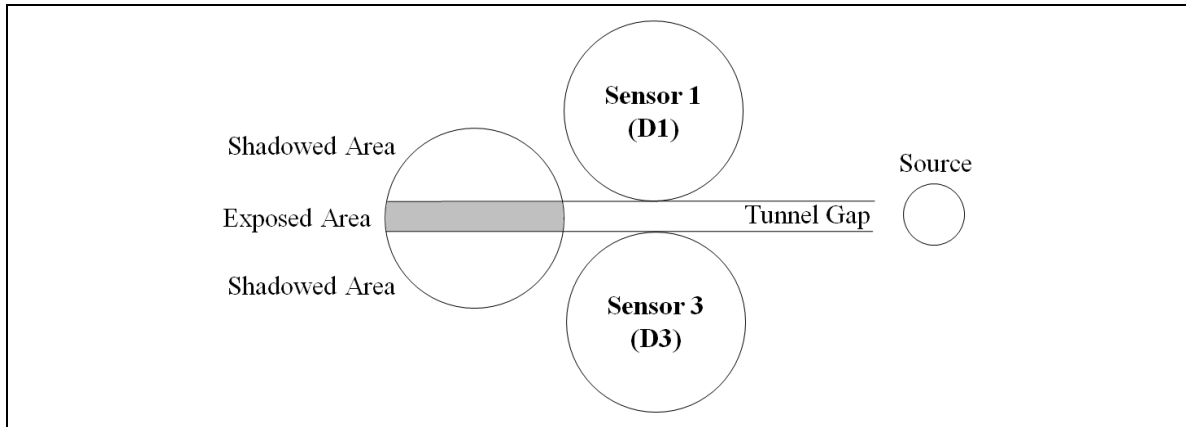 Sensor 1
(D1)
Shadowed Area
Source
Exposed Area
Tunnel Gap
Shadowed Area
Sensor 3
(D3)